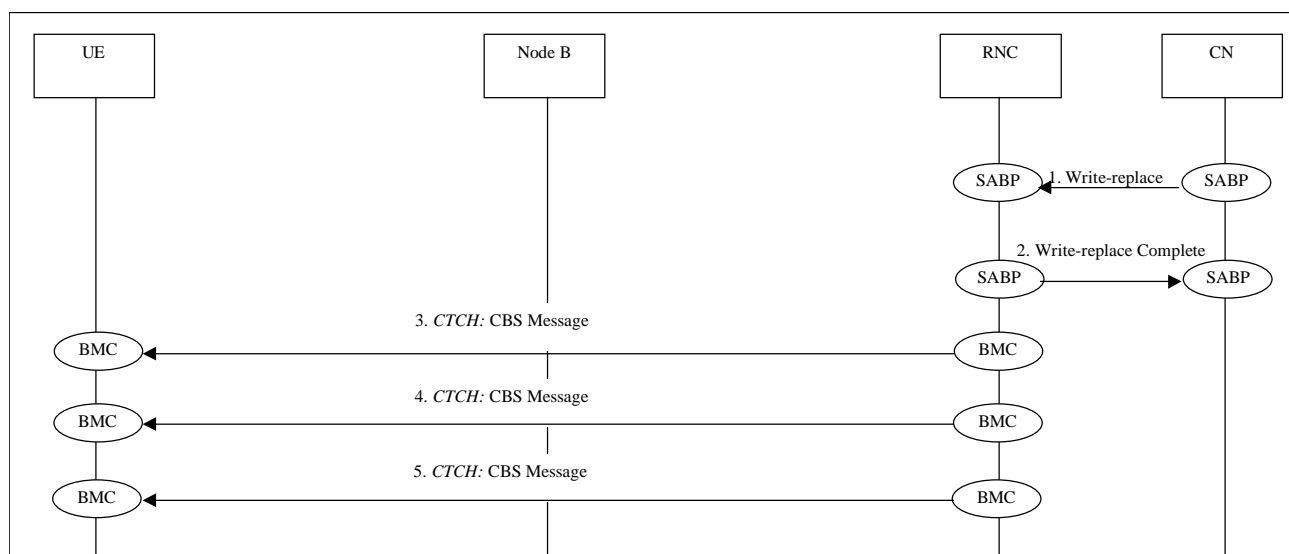 UE
Node B
RNC
CN
SABP
1. Write-replace
SABP
2. Write-replace Complete
SABP
SABP
3. CTCH: CBS Message
BMC
BMC
4. CTCH: CBS Message
BMC
BMC
5. CTCH: CBS Message
BMC
BMC